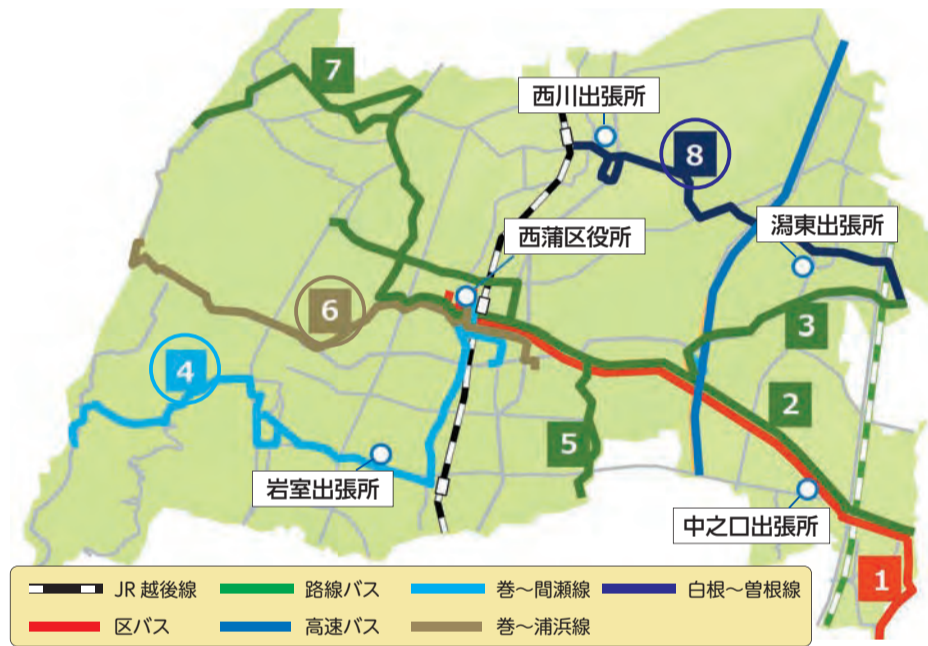 7
西川出張所
8
西蒲区役所
潟東出張所
6
3
4
2
5
岩室出張所
中之口出張所
1
JR 越後線
路線バス
巻〜間瀬線
白根〜曽根線
区バス
高速バス
巻〜浦浜線